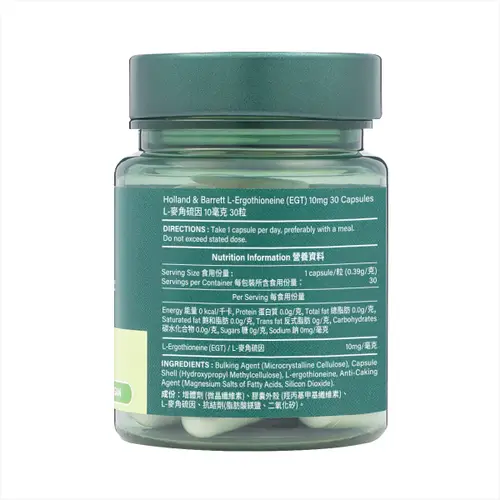 Holland & Barrett L-Ergothioneine (EGT) 10mg 30 Capsules
L-麥角硫因 10毫克 30粒
DIRECTIONS : Take 1 capsule per day, preferably with a meal.
Do not exceed stated dose.
Nutrition Information 營養資料
Serving Size 食用份量 : 1 capsule/粒 (0.39g/克)
Servings per Container 每包裝所含食用份量 : 30
Per Serving 每食用份量
Energy 能量 0 kcal/千卡, Protein 蛋白質 0.0g/克, Total fat 總脂肪 0.0g/克,
Saturated fat 飽和脂肪 0.0g/克, Trans fat 反式脂肪 0g/克, Carbohydrates
碳水化合物 0.0g/克, Sugars 糖 0g/克, Sodium 鈉 0mg/毫克
L-Ergothioneine (EGT) / L-麥角硫因 10mg/毫克
INGREDIENTS : Bulking Agent (Microcrystalline Cellulose), Capsule
Shell (Hydroxypropyl Methylcellulose), L-ergothioneine, Anti-Caking
Agent (Magnesium Salts of Fatty Acids, Silicon Dioxide).
成份 : 增體劑 (微晶纖維素)、膠囊外殼 (羥丙基甲基纖維素)、
L-麥角硫因、抗結劑(脂肪酸鎂鹽、二氧化矽)。